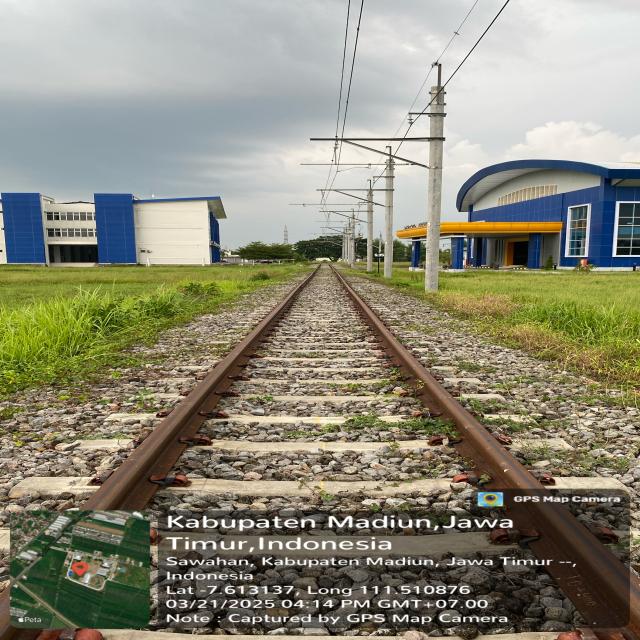 GPS Map Camera
Kabupaten Madiun,Jawa
Timur,Indonesia
Sawahan, Kabupaten Madiun, Jawa Timur --,
Indonesia
Lat -7.613137, Long 111.510876
03/21/2025 04:14 PM GMT+07.00
Note : Captured by GPS Map Camera
Peta